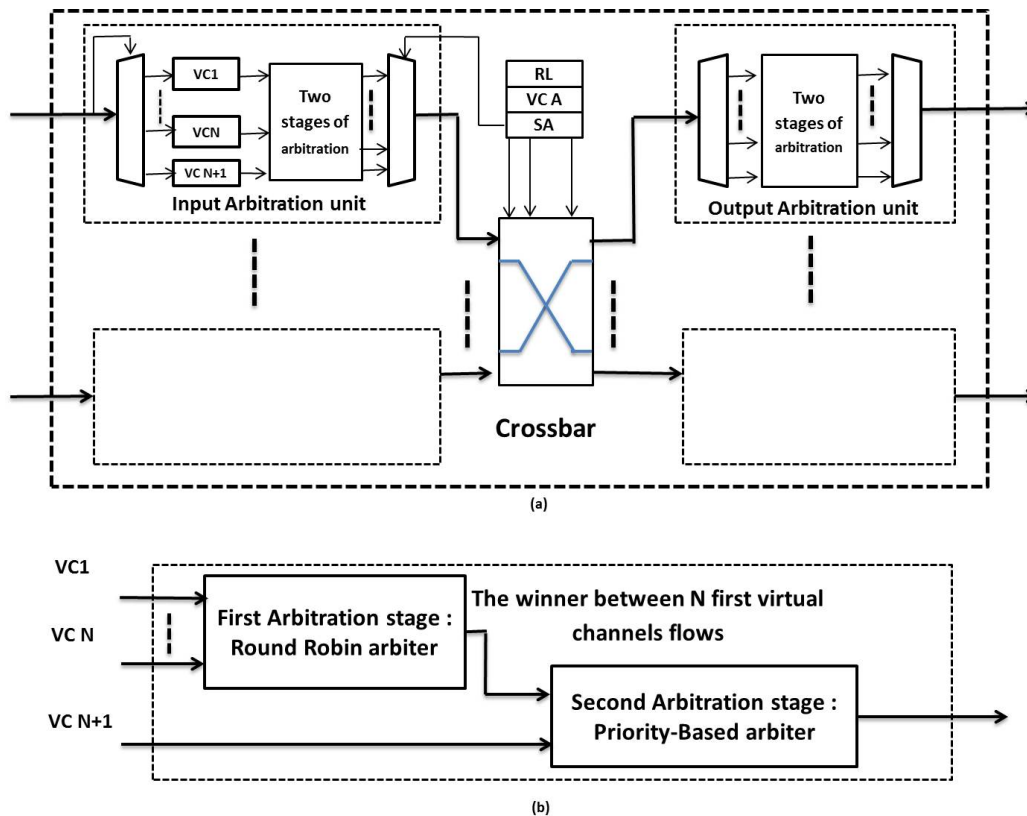 VC1
VCN
VC N+1
Two
stages of
arbitration
Input Arbitration unit
RL
VC A
SA
Two
stages of
arbitration
Output Arbitration unit
Crossbar
(a)
VC1
VC N
VC N+1
First Arbitration stage :
Round Robin arbiter
The winner between N first virtual
channels flows
Second Arbitration stage :
Priority-Based arbiter
(b)